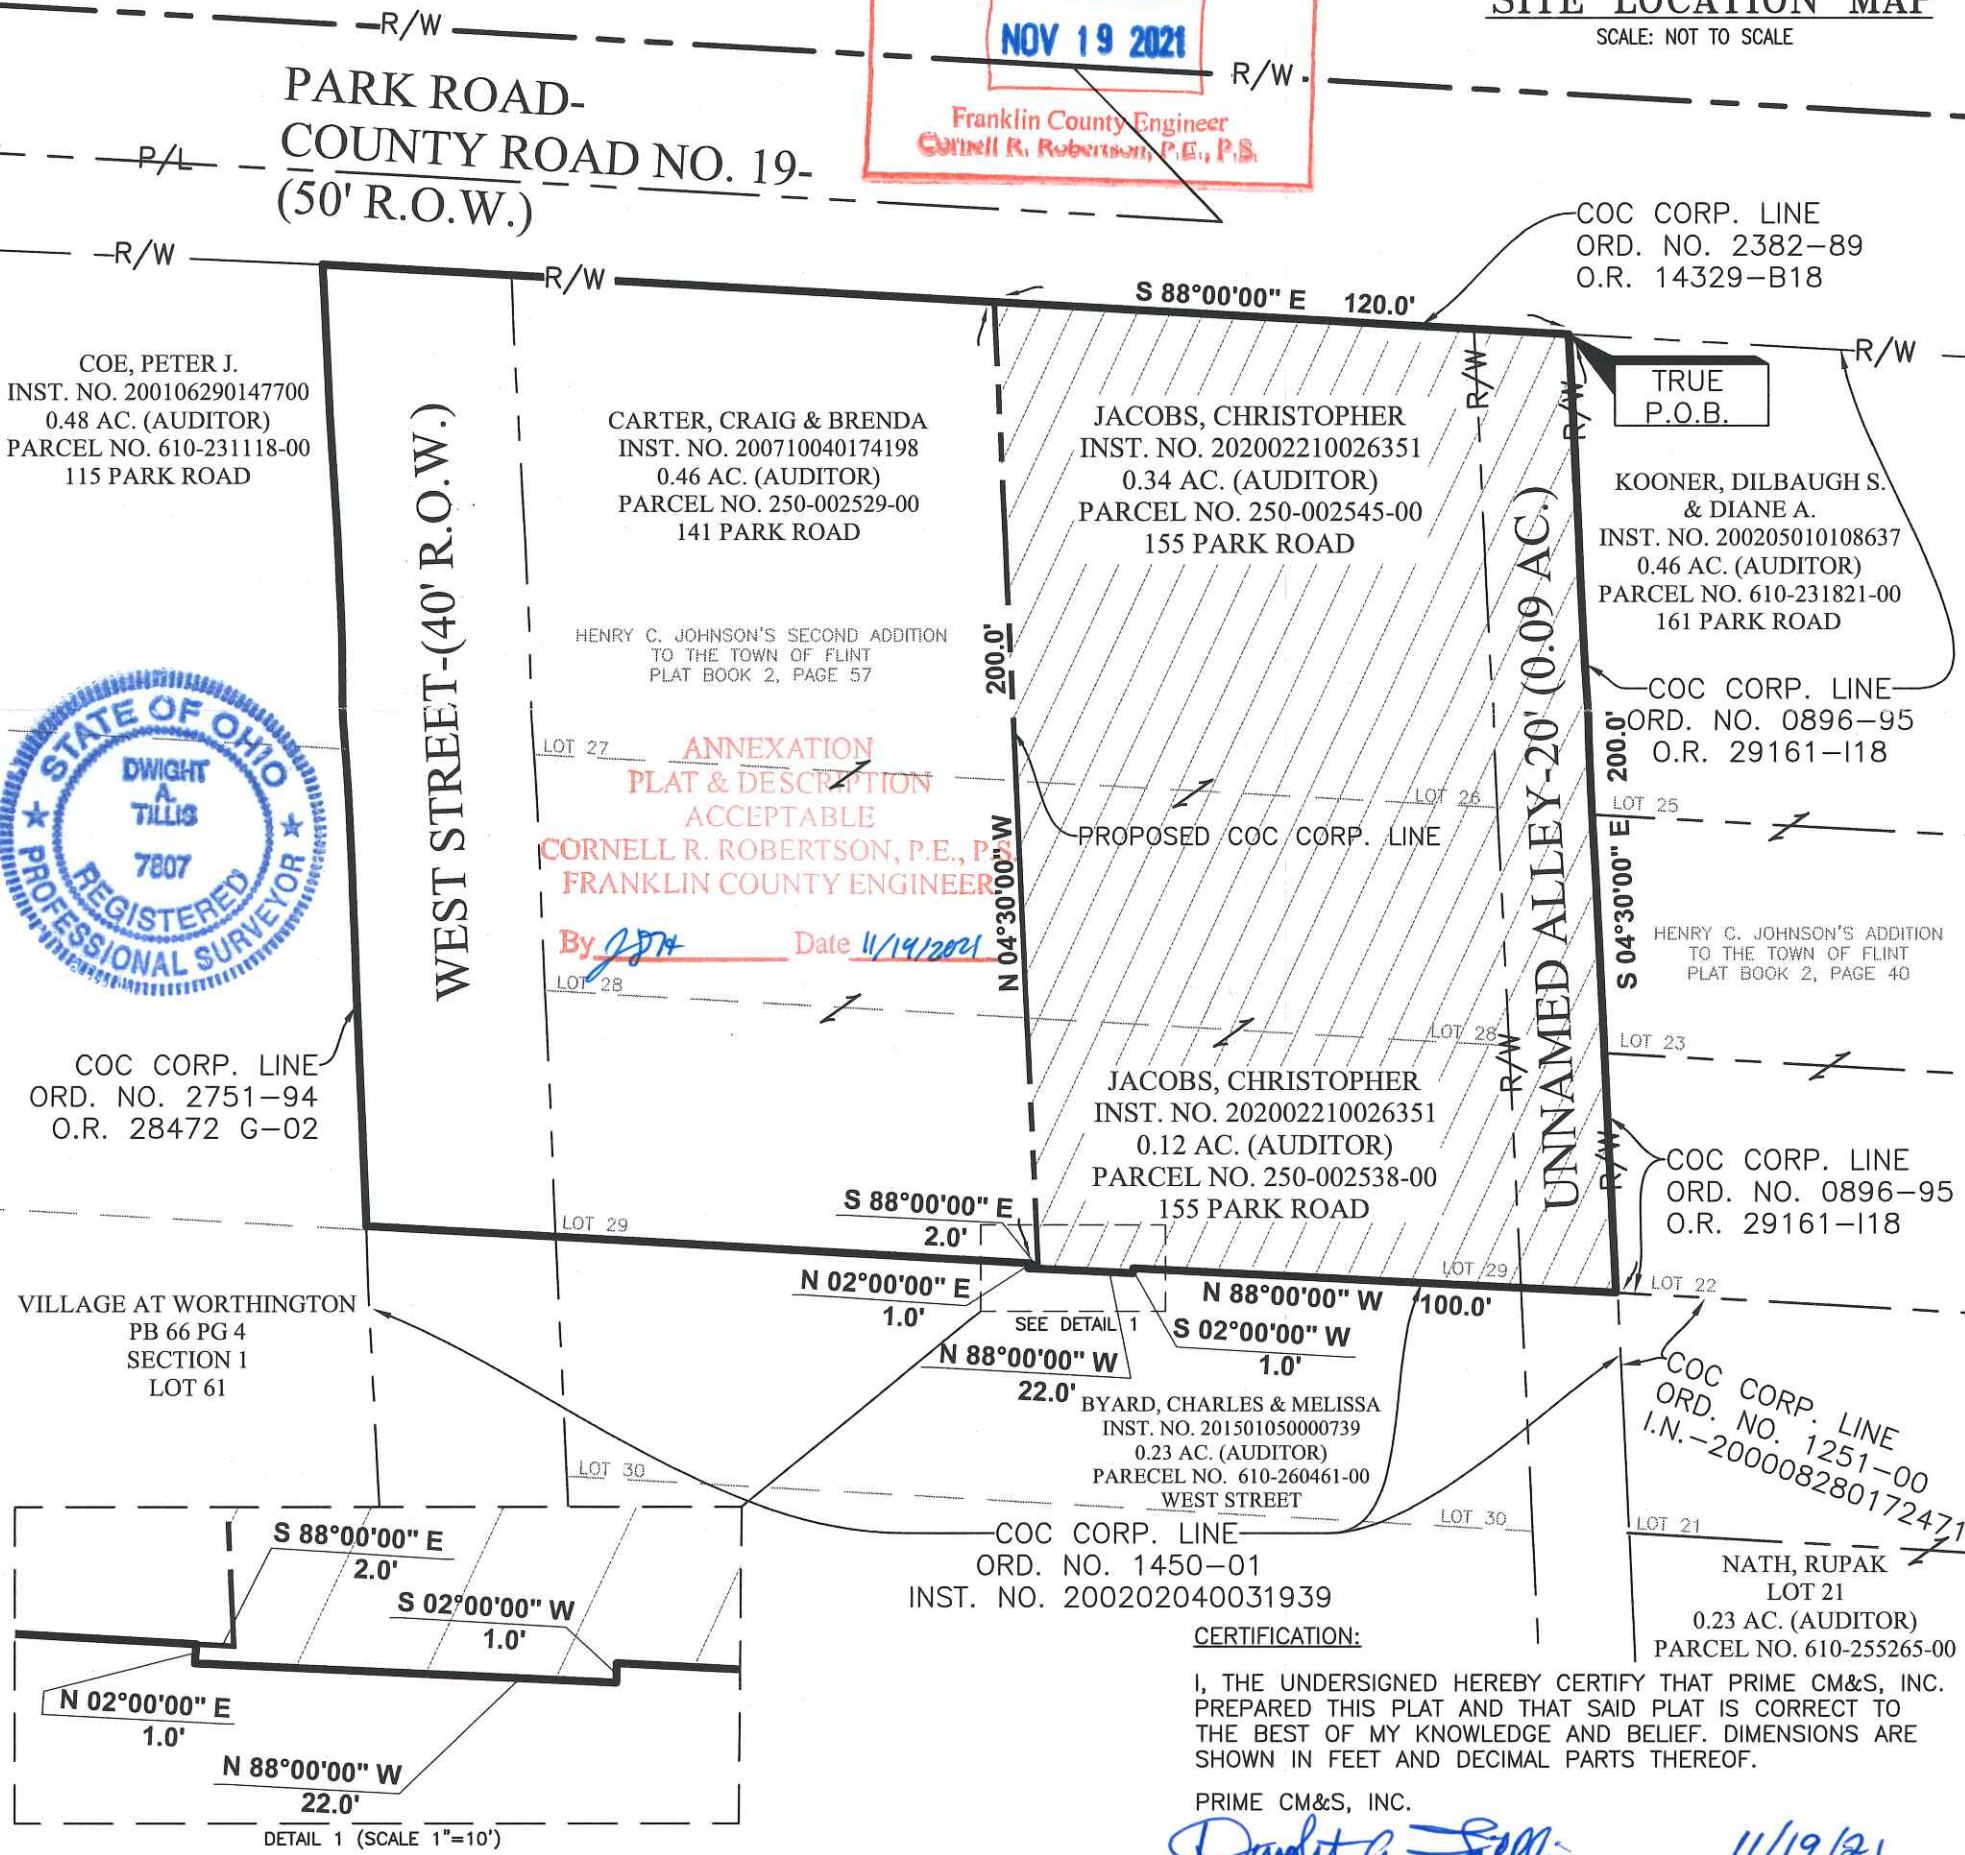 SITE LOCATION MAP
SCALE: NOT TO SCALE
R/W
NOV 19 2021
R/W
Franklin County Engineer
Cornell R. Robertson, P.E., P.S.
PARK ROAD-
COUNTY ROAD NO. 19-
(50' R.O.W.)
P/L
R/W
R/W
S 88°00'00" E 120.0'
COC CORP. LINE
ORD. NO. 2382-89
O.R. 14329-B18
R/W
TRUE
P.O.B.
COE, PETER J.
INST. NO. 200106290147700
0.48 AC. (AUDITOR)
PARCEL NO. 610-231118-00
115 PARK ROAD
WEST STREET-(40' R.O.W.)
CARTER, CRAIG & BRENDA
INST. NO. 200710040174198
0.46 AC. (AUDITOR)
PARCEL NO. 250-002529-00
141 PARK ROAD
JACOBS, CHRISTOPHER
INST. NO. 202002210026351
0.34 AC. (AUDITOR)
PARCEL NO. 250-002545-00
155 PARK ROAD
R/W
R/W
KOONER, DILBAUGH S.
& DIANE A.
INST. NO. 200205010108637
0.46 AC. (AUDITOR)
PARCEL NO. 610-231821-00
161 PARK ROAD
HENRY C. JOHNSON'S SECOND ADDITION
TO THE TOWN OF FLINT
PLAT BOOK 2, PAGE 57
N 04°30'00"W 200.0'
UNNAMED ALLEY-20' (0.09 AC.)
S 04°30'00" E 200.0'
COC CORP. LINE
ORD. NO. 0896-95
O.R. 29161-I18
STATE OF OHIO
DWIGHT
A.
TILLIS
7807
REGISTERED
PROFESSIONAL SURVEYOR
LOT 27
ANNEXATION
PLAT & DESCRIPTION
ACCEPTABLE
CORNELL R. ROBERTSON, P.E., P.S.
FRANKLIN COUNTY ENGINEER
By Date 11/19/2021
LOT 28
LOT 26
PROPOSED COC CORP. LINE
LOT 25
HENRY C. JOHNSON'S ADDITION
TO THE TOWN OF FLINT
PLAT BOOK 2, PAGE 40
LOT 28
R/W
LOT 23
COC CORP. LINE
ORD. NO. 2751-94
O.R. 28472 G-02
JACOBS, CHRISTOPHER
INST. NO. 202002210026351
0.12 AC. (AUDITOR)
PARCEL NO. 250-002538-00
155 PARK ROAD
R/W
COC CORP. LINE
ORD. NO. 0896-95
O.R. 29161-I18
LOT 29
S 88°00'00" E
2.0'
N 02°00'00" E
1.0'
SEE DETAIL 1
N 88°00'00" W
22.0'
S 02°00'00" W
1.0'
N 88°00'00" W 100.0'
LOT 29
LOT 22
VILLAGE AT WORTHINGTON
PB 66 PG 4
SECTION 1
LOT 61
BYARD, CHARLES & MELISSA
INST. NO. 201501050000739
0.23 AC. (AUDITOR)
PARECEL NO. 610-260461-00
WEST STREET
COC CORP. LINE
ORD. NO. 1251-00
I.N.-200008280172471
LOT 30
LOT 30
LOT 21
COC CORP. LINE
ORD. NO. 1450-01
INST. NO. 200202040031939
NATH, RUPAK
LOT 21
0.23 AC. (AUDITOR)
PARCEL NO. 610-255265-00
S 88°00'00" E
2.0'
S 02°00'00" W
1.0'
N 02°00'00" E
1.0'
N 88°00'00" W
22.0'
DETAIL 1 (SCALE 1"=10')
CERTIFICATION:
I, THE UNDERSIGNED HEREBY CERTIFY THAT PRIME CM&S, INC.
PREPARED THIS PLAT AND THAT SAID PLAT IS CORRECT TO
THE BEST OF MY KNOWLEDGE AND BELIEF. DIMENSIONS ARE
SHOWN IN FEET AND DECIMAL PARTS THEREOF.
PRIME CM&S, INC.
11/19/21